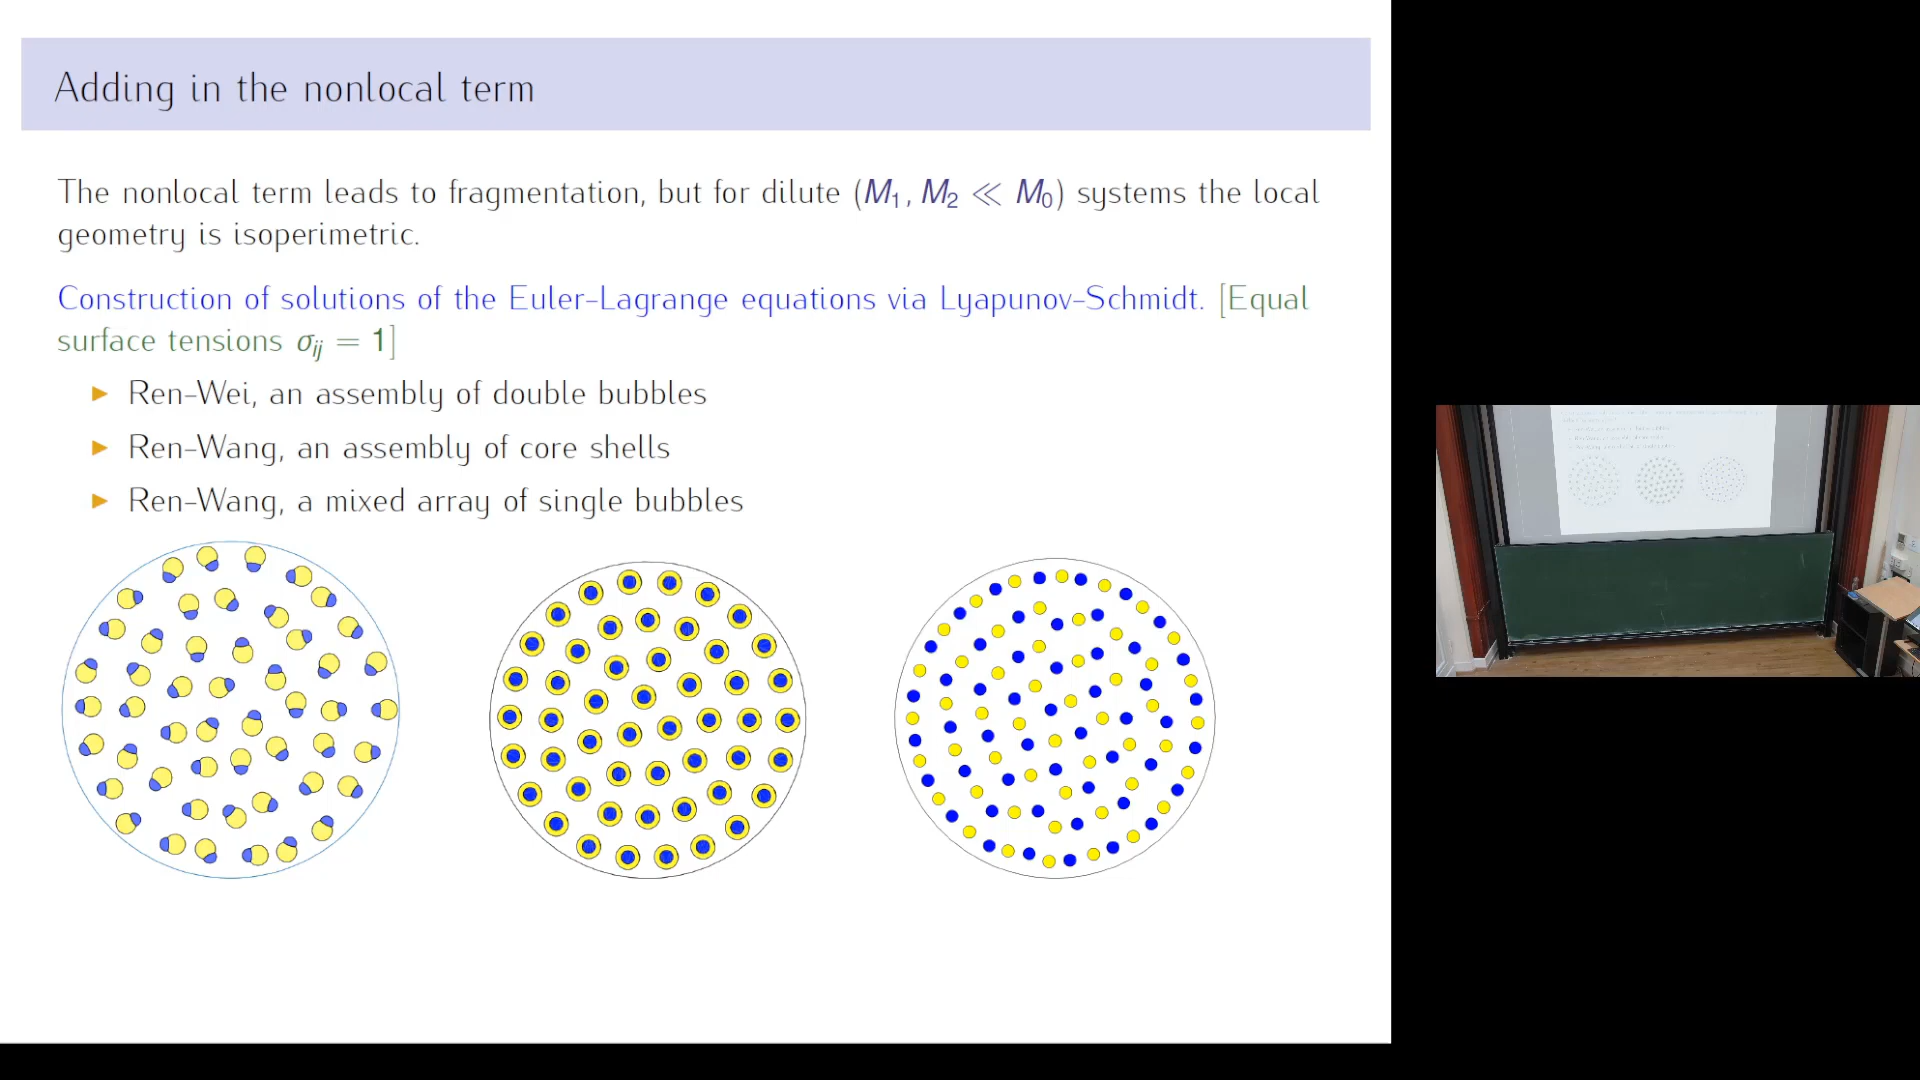 Adding in the nonlocal term
The nonlocal term leads to fragmentation, but for dilute (M₁, M₂ ≪ M₀) systems the local
geometry is isoperimetric.
Construction of solutions of the Euler-Lagrange equations via Lyapunov-Schmidt. [Equal
surface tensions σᵢⱼ = 1]
▶ Ren-Wei, an assembly of double bubbles
▶ Ren-Wang, an assembly of core shells
▶ Ren-Wang, a mixed array of single bubbles